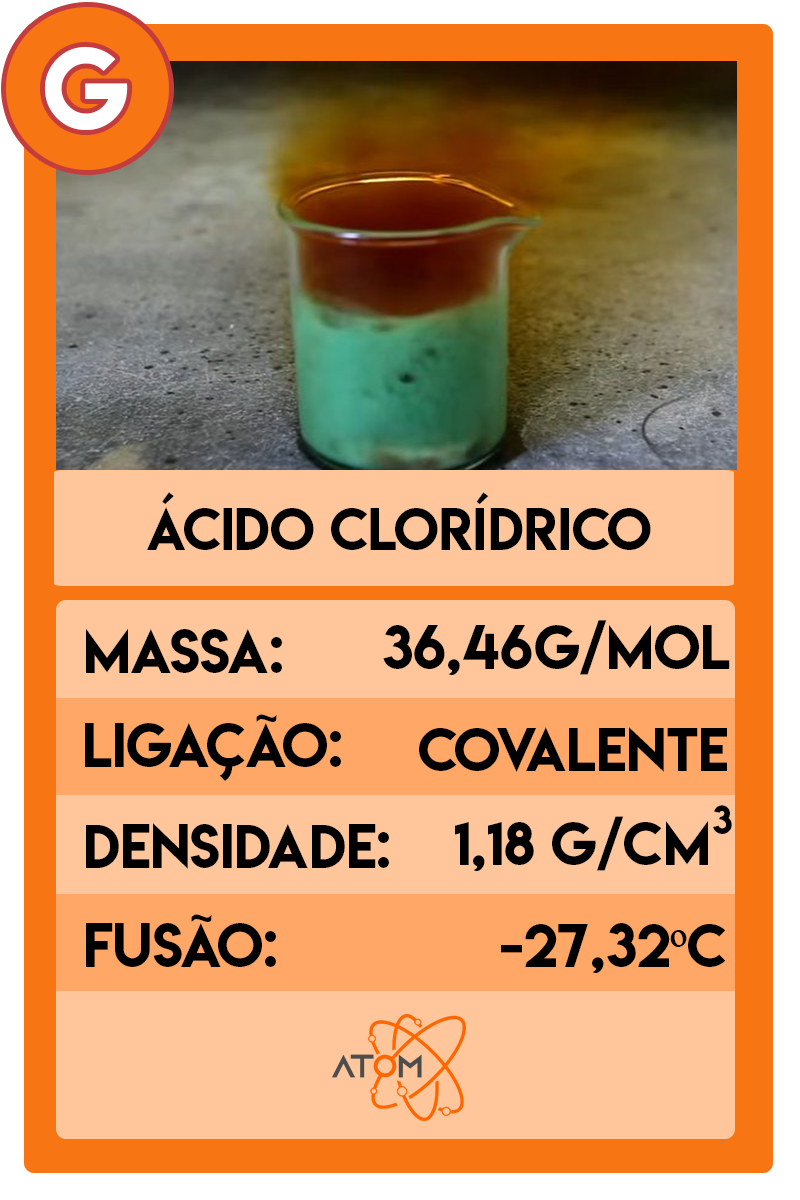 G
ÁCIDO CLORÍDRICO
MASSA: 36,46G/MOL
LIGAÇÃO: COVALENTE
DENSIDADE: 1,18 G/CM³
FUSÃO: -27,32ºC
ATOM